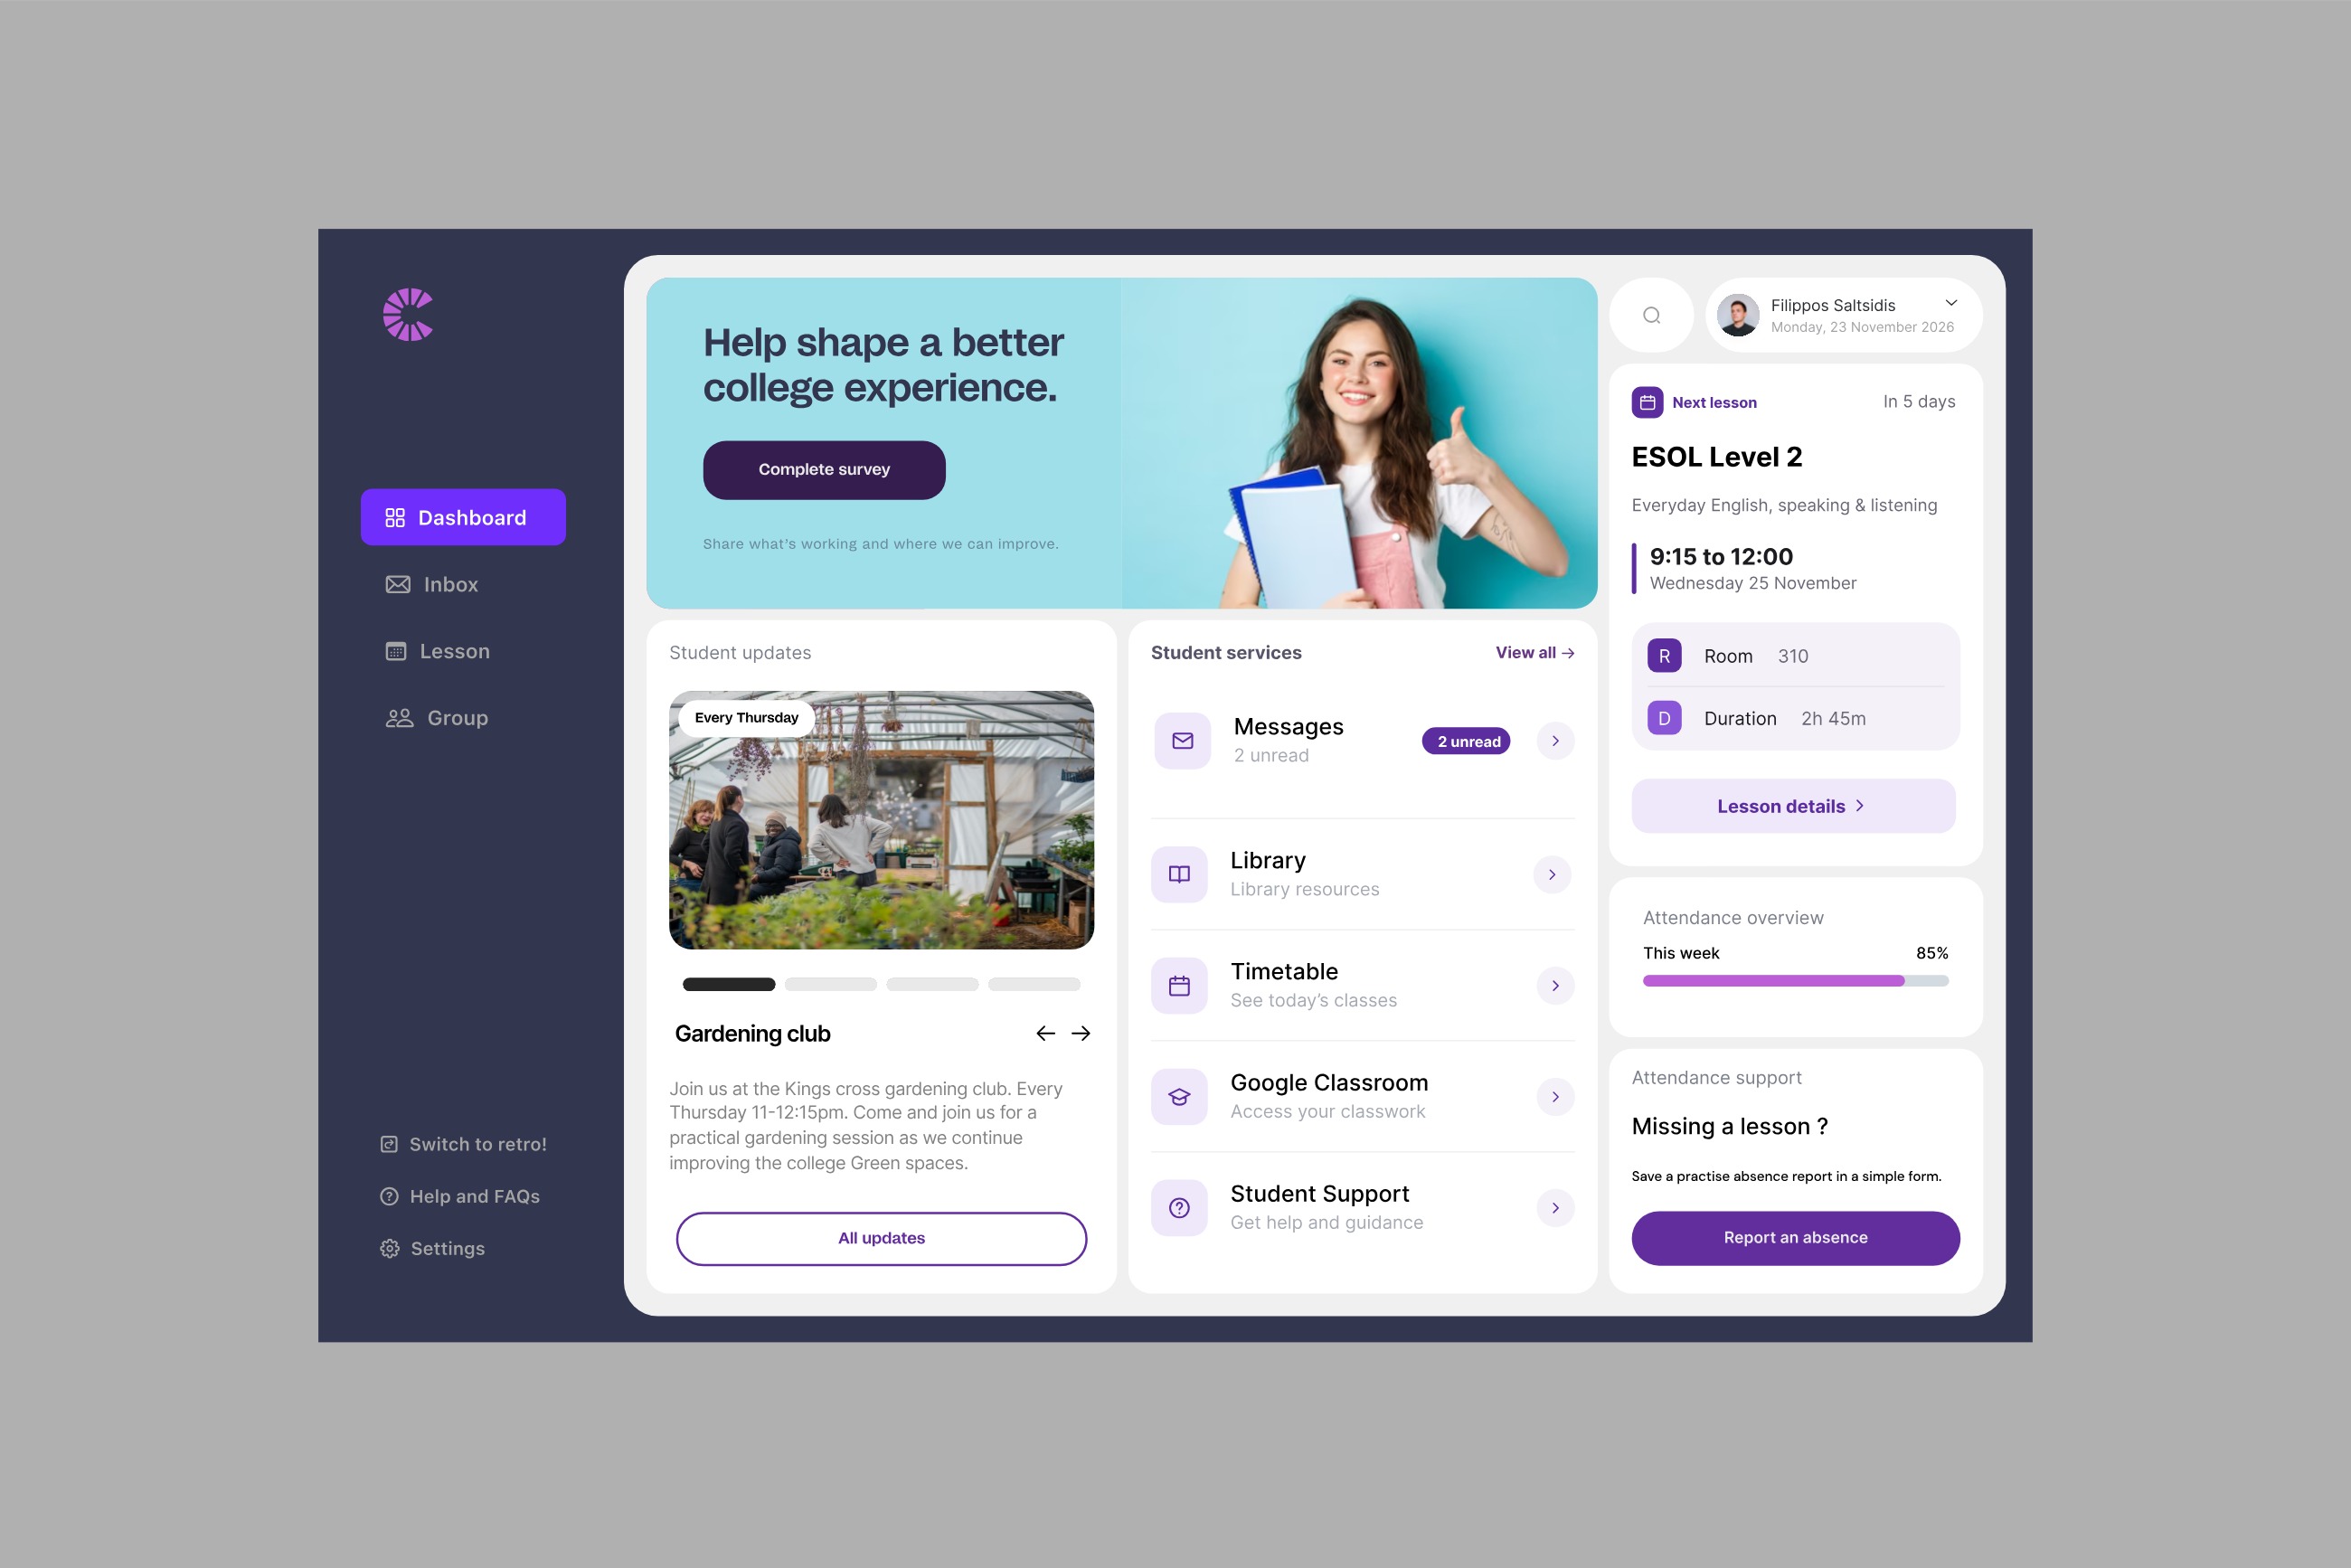 Dashboard
Inbox
Lesson
Group
Switch to retro!
Help and FAQs
Settings
Help shape a better
college experience.
Complete survey
Share what's working and where we can improve.
Filippos Saltsidis
Monday, 23 November 2026
Student updates
Every Thursday
Gardening club
Join us at the Kings cross gardening club. Every
Thursday 11-12:15pm. Come and join us for a
practical gardening session as we continue
improving the college Green spaces.
All updates
Student services
View all →
Messages
2 unread
2 unread
Library
Library resources
Timetable
See today's classes
Google Classroom
Access your classwork
Student Support
Get help and guidance
Next lesson
In 5 days
ESOL Level 2
Everyday English, speaking & listening
9:15 to 12:00
Wednesday 25 November
R Room 310
D Duration 2h 45m
Lesson details >
Attendance overview
This week 85%
Attendance support
Missing a lesson ?
Save a practise absence report in a simple form.
Report an absence